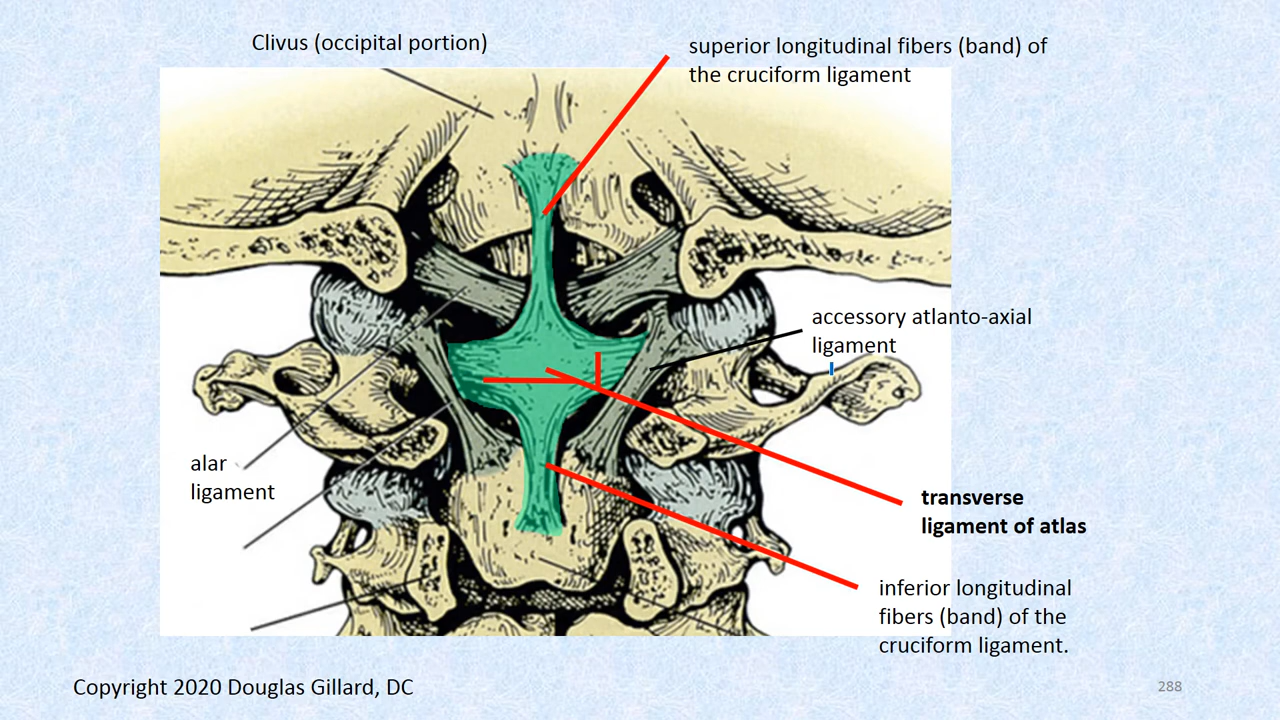 Clivus (occipital portion)
superior longitudinal fibers (band) of
the cruciform ligament
accessory atlanto-axial
ligament
alar
ligament
transverse
ligament of atlas
inferior longitudinal
fibers (band) of the
cruciform ligament.
Copyright 2020 Douglas Gillard, DC
288